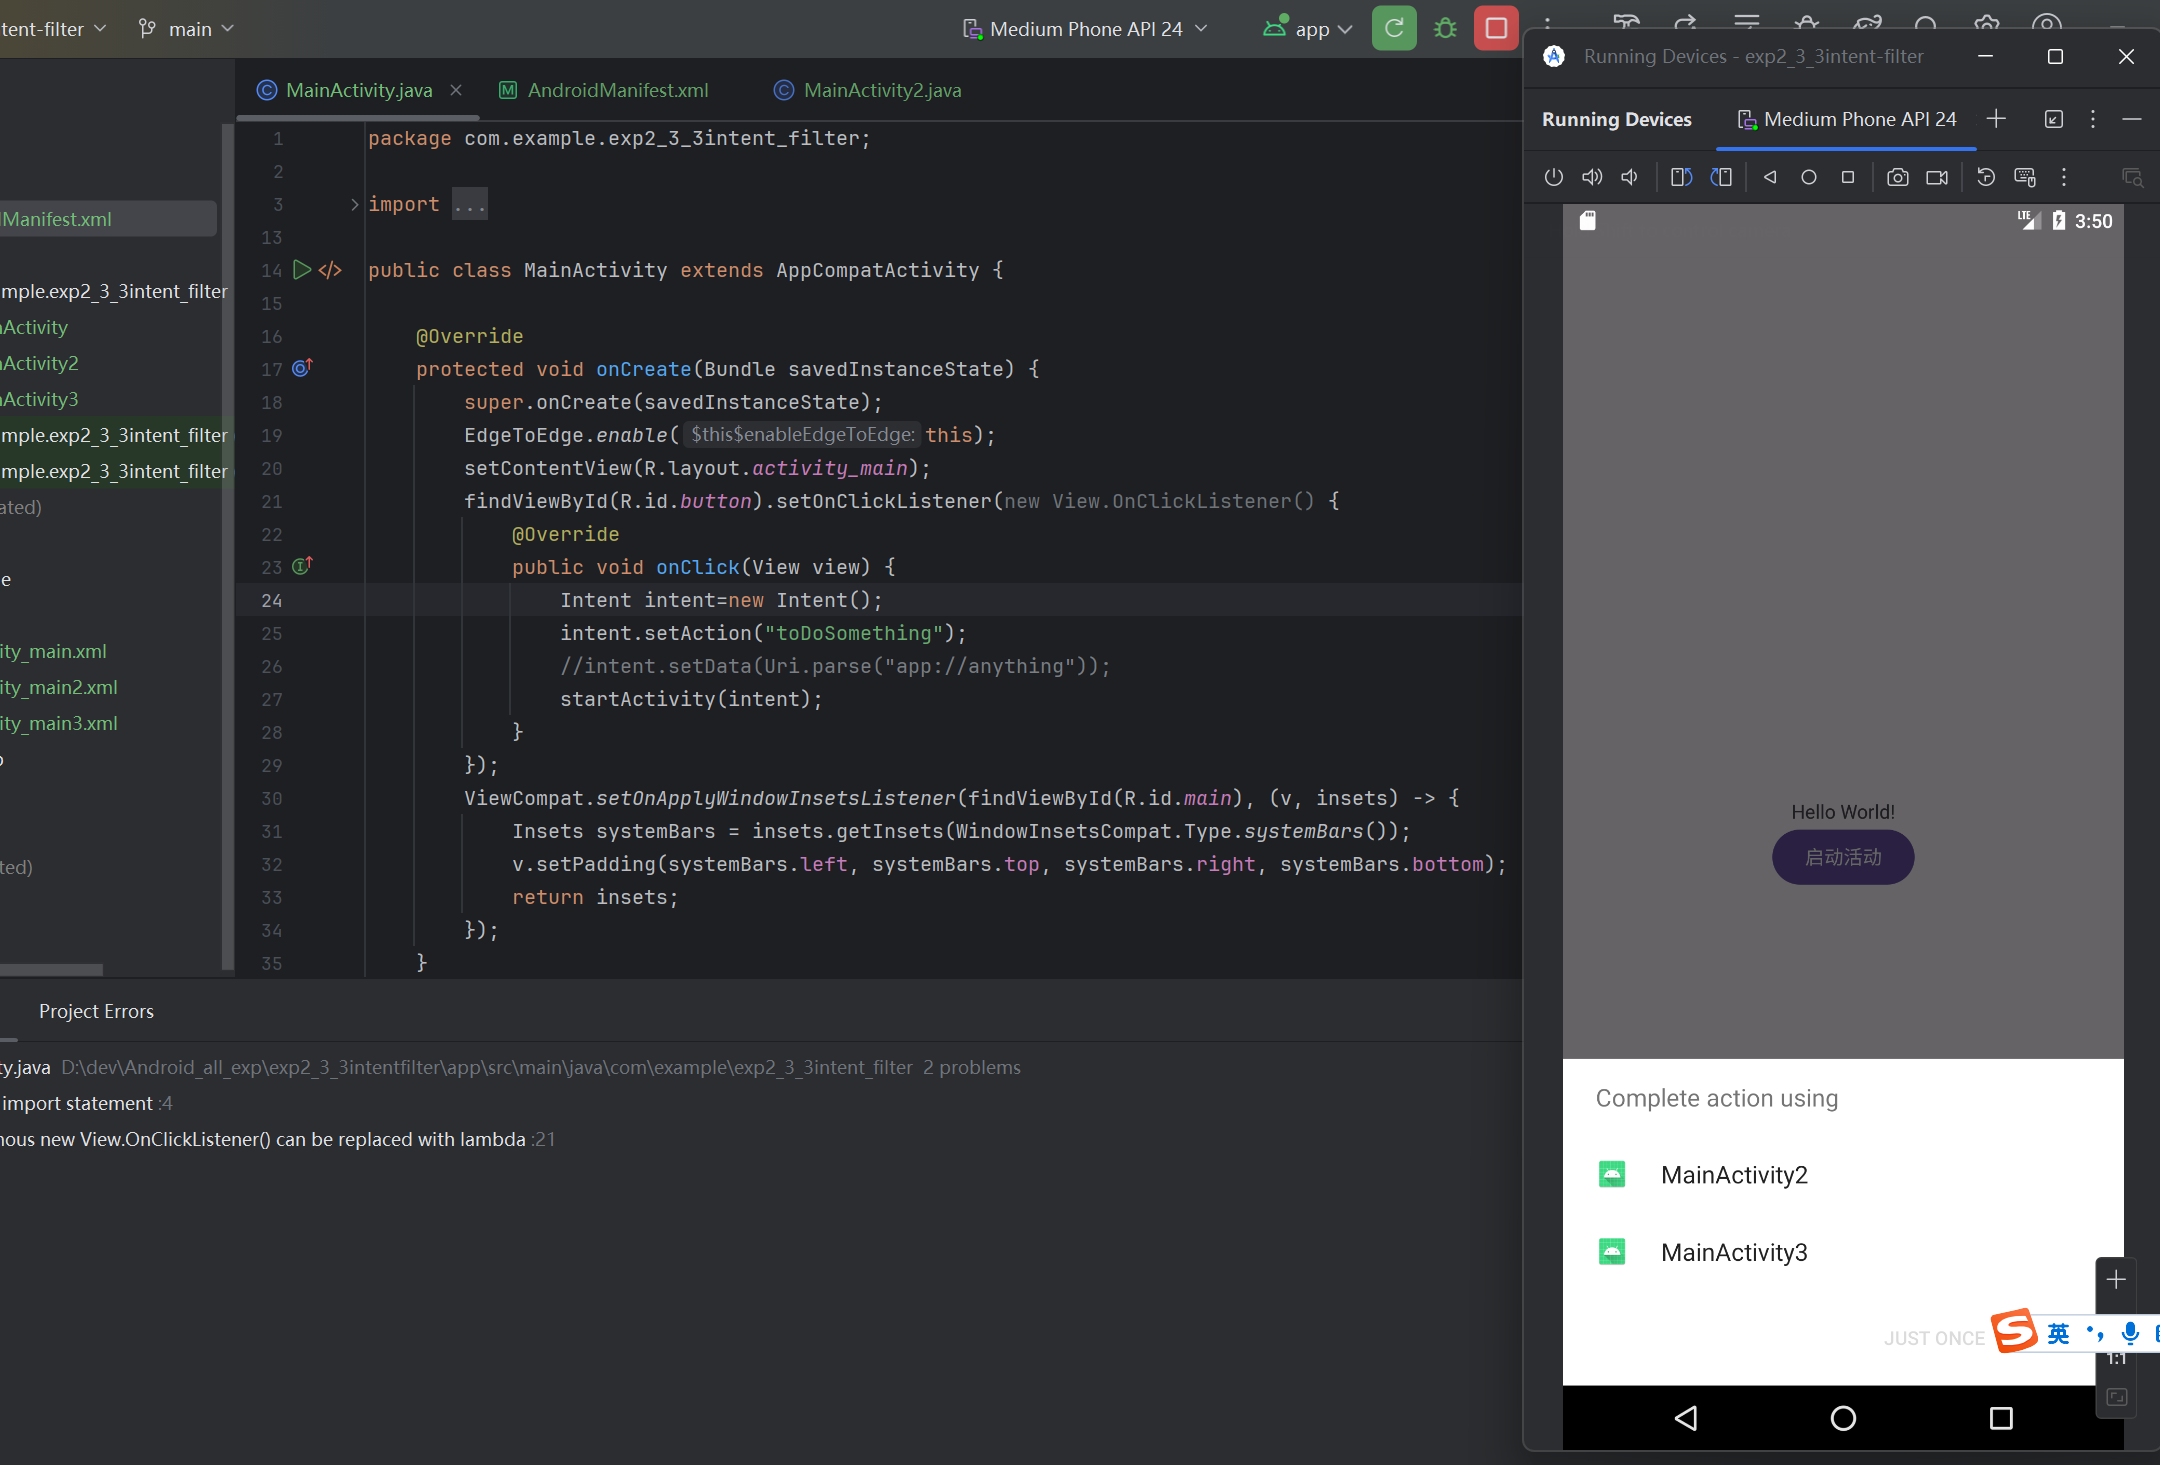 tent-filter
main
Medium Phone API 24
app
MainActivity.java
AndroidManifest.xml
MainActivity2.java
Manifest.xml
mple.exp2_3_3intent_filter
nActivity
nActivity2
nActivity3
mple.exp2_3_3intent_filter
mple.exp2_3_3intent_filter
ated)
e
ity_main.xml
ity_main2.xml
ity_main3.xml
ted)
1 package com.example.exp2_3_3intent_filter;
2
3 import ...
13
14 public class MainActivity extends AppCompatActivity {
15
16 @Override
17 protected void onCreate(Bundle savedInstanceState) {
18 super.onCreate(savedInstanceState);
19 EdgeToEdge.enable( $this$enableEdgeToEdge: this);
20 setContentView(R.layout.activity_main);
21 findViewById(R.id.button).setOnClickListener(new View.OnClickListener() {
22 @Override
23 public void onClick(View view) {
24 Intent intent=new Intent();
25 intent.setAction("toDoSomething");
26 //intent.setData(Uri.parse("app://anything"));
27 startActivity(intent);
28 }
29 });
30 ViewCompat.setOnApplyWindowInsetsListener(findViewById(R.id.main), (v, insets) -> {
31 Insets systemBars = insets.getInsets(WindowInsetsCompat.Type.systemBars());
32 v.setPadding(systemBars.left, systemBars.top, systemBars.right, systemBars.bottom);
33 return insets;
34 });
35 }
Project Errors
ty.java D:\dev\Android_all_exp\exp2_3_3intentfilter\app\src\main\java\com\example\exp2_3_3intent_filter 2 problems
import statement :4
nous new View.OnClickListener() can be replaced with lambda :21
Running Devices - exp2_3_3intent-filter
Running Devices
Medium Phone API 24
LTE
3:50
Hello World!
启动活动
Complete action using
MainActivity2
MainActivity3
JUST ONCE
英
1:1